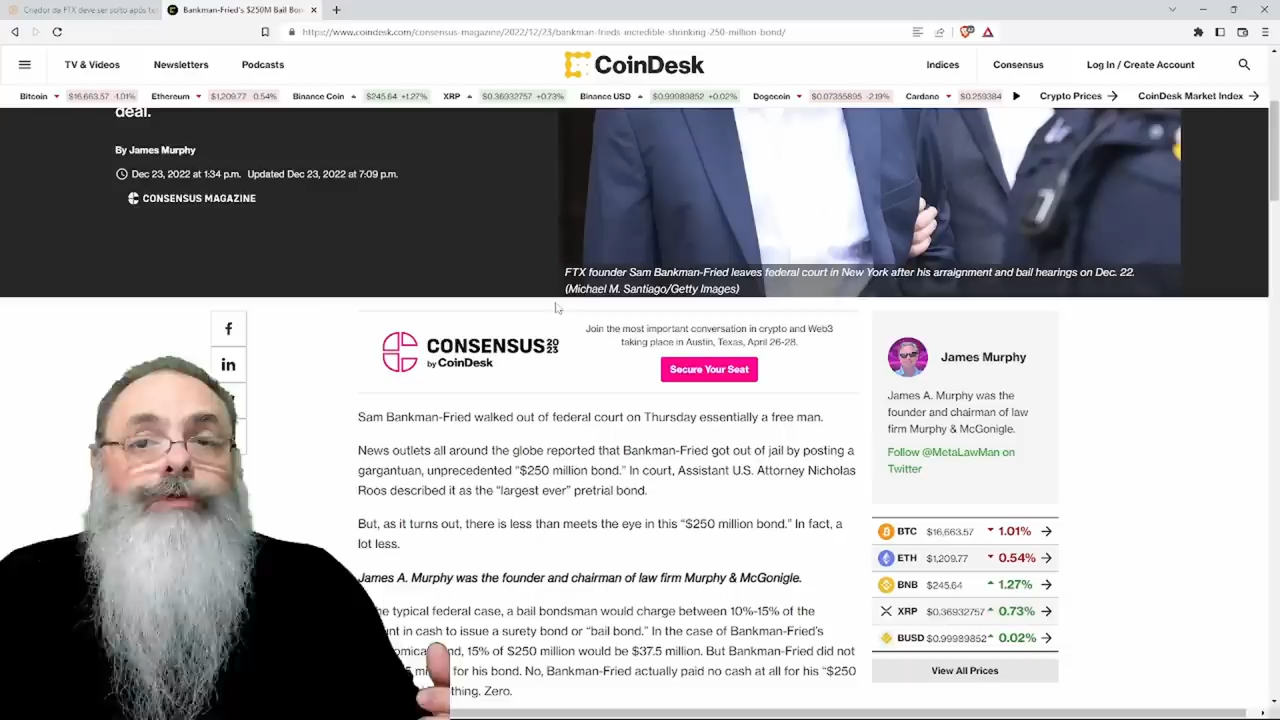 Criador da FTX deve ser solto após
Bankman-Fried's $250M Bail Bon
https://www.coindesk.com/consensus-magazine/2022/12/23/bankman-frieds-incredible-shrinking-250-million-bond/
TV & Videos Newsletters Podcasts CoinDesk Indices Consensus Log In / Create Account
Bitcoin $16,663.57 -1.01% Ethereum $1,209.77 0.54% Binance Coin $245.64 +1.27% XRP $0.36932757 +0.73% Binance USD $0.99989852 +0.02% Dogecoin $0.07355895 -2.19% Cardano $0.259384 Crypto Prices CoinDesk Market Index
deal.
By James Murphy
Dec 23, 2022 at 1:34 p.m. Updated Dec 23, 2022 at 7:09 p.m.
CONSENSUS MAGAZINE
FTX founder Sam Bankman-Fried leaves federal court in New York after his arraignment and bail hearings on Dec. 22.
(Michael M. Santiago/Getty Images)
CONSENSUS 2023
by CoinDesk
Join the most important conversation in crypto and Web3
taking place in Austin, Texas, April 26-28.
Secure Your Seat
Sam Bankman-Fried walked out of federal court on Thursday essentially a free man.
News outlets all around the globe reported that Bankman-Fried got out of jail by posting a
gargantuan, unprecedented “$250 million bond.” In court, Assistant U.S. Attorney Nicholas
Roos described it as the “largest ever” pretrial bond.
But, as it turns out, there is less than meets the eye in this “$250 million bond.” In fact, a
lot less.
James A. Murphy was the founder and chairman of law firm Murphy & McGonigle.
typical federal case, a bail bondsman would charge between 10%-15% of the
in cash to issue a surety bond or “bail bond.” In the case of Bankman-Fried’s
15% of $250 million would be $37.5 million. But Bankman-Fried did not
for his bond. No, Bankman-Fried actually paid no cash at all for his “$250
thing. Zero.
James Murphy
James A. Murphy was the
founder and chairman of law
firm Murphy & McGonigle.
Follow @MetaLawMan on
Twitter
BTC $16,663.57 1.01%
ETH $1,209.77 0.54%
BNB $245.64 1.27%
XRP $0.36932757 0.73%
BUSD $0.99989852 0.02%
View All Prices